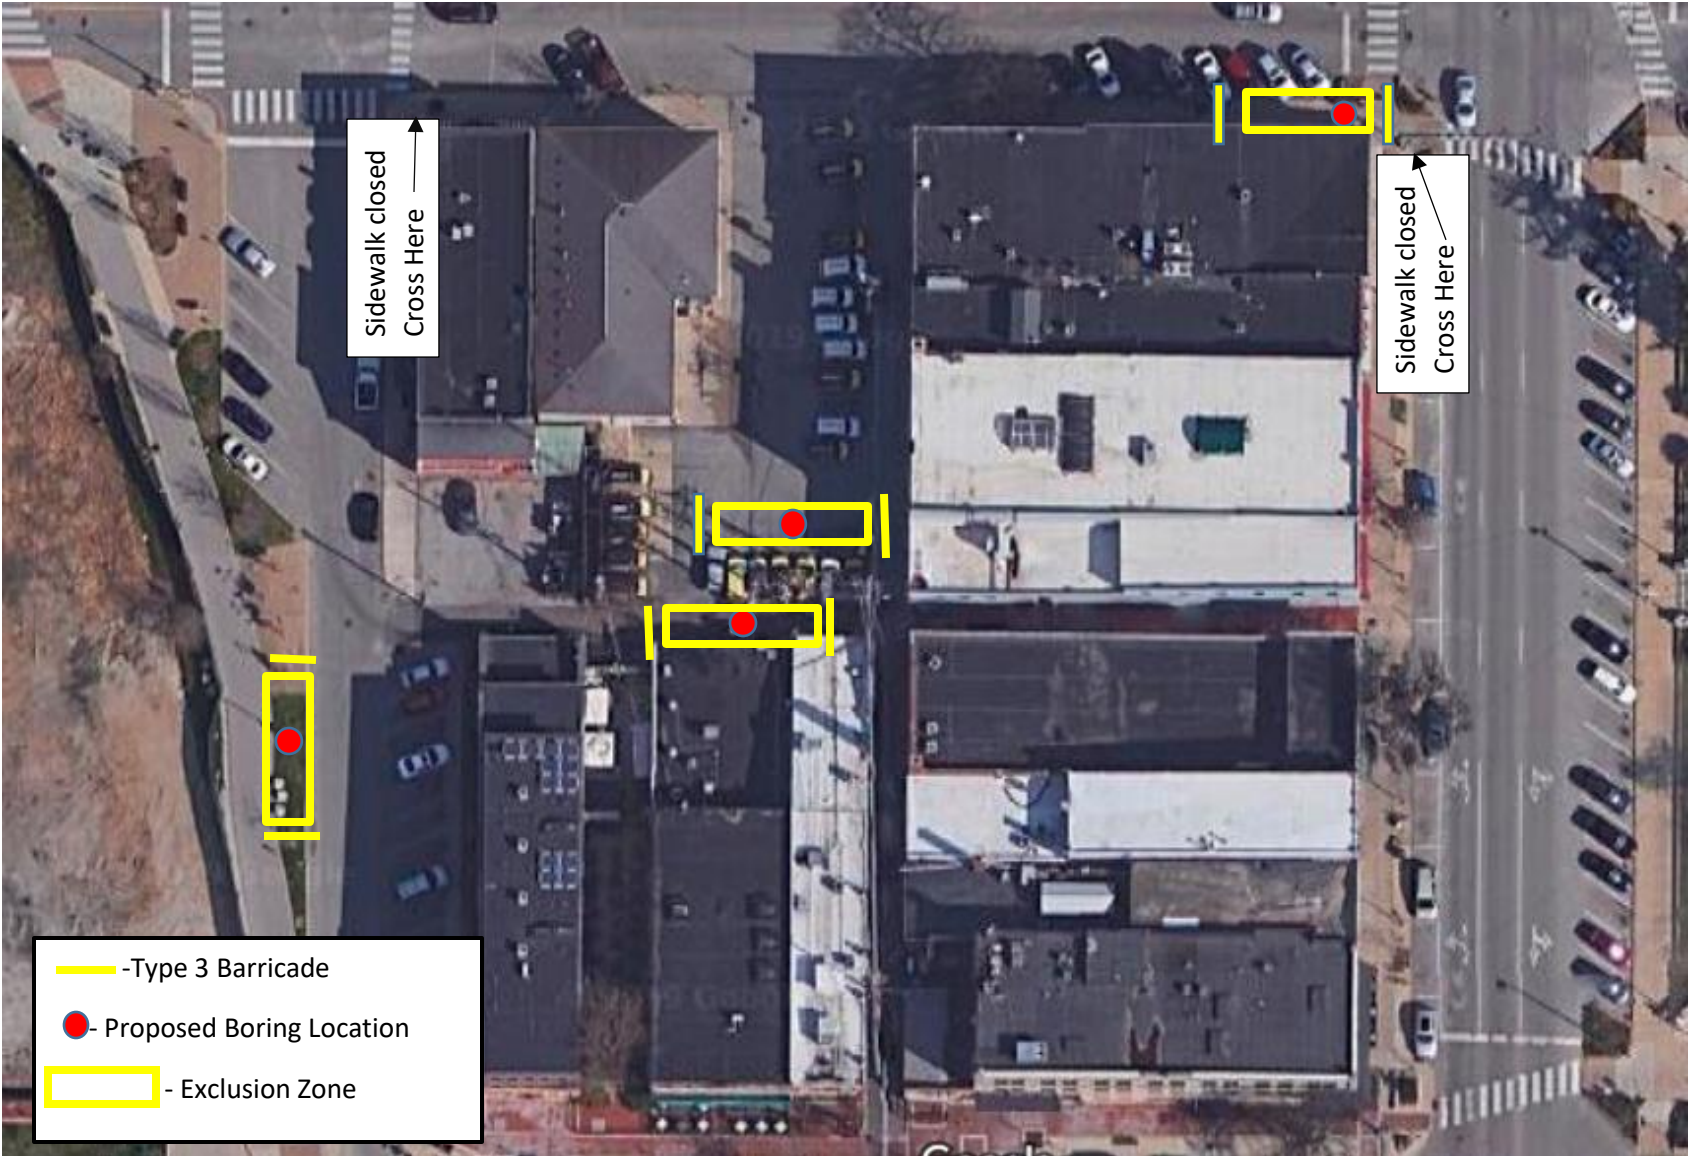 Sidewalk closed
Cross Here
Sidewalk closed
Cross Here
-Type 3 Barricade
- Proposed Boring Location
- Exclusion Zone